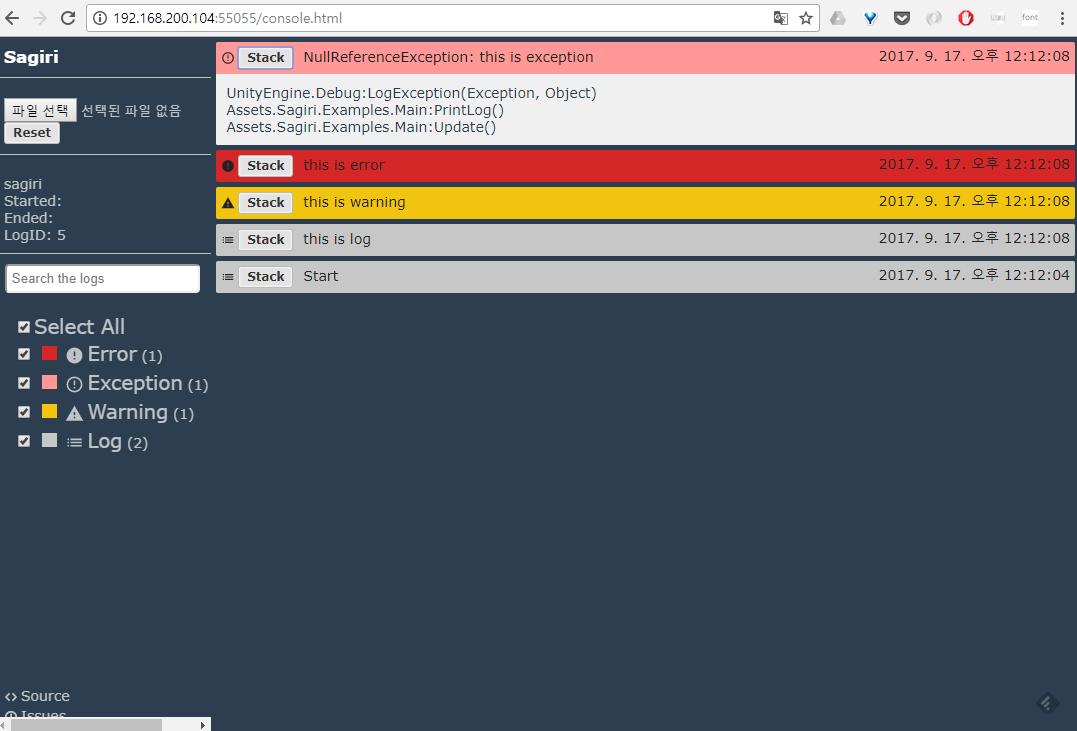 192.168.200.104:55055/console.html
font
Sagiri
파일 선택 선택된 파일 없음
Reset
sagiri
Started:
Ended:
LogID: 5
Search the logs
Select All
Error (1)
Exception (1)
Warning (1)
Log (2)
Source
Issues
Stack NullReferenceException: this is exception 2017. 9. 17. 오후 12:12:08
UnityEngine.Debug:LogException(Exception, Object)
Assets.Sagiri.Examples.Main:PrintLog()
Assets.Sagiri.Examples.Main:Update()
Stack this is error 2017. 9. 17. 오후 12:12:08
Stack this is warning 2017. 9. 17. 오후 12:12:08
Stack this is log 2017. 9. 17. 오후 12:12:08
Stack Start 2017. 9. 17. 오후 12:12:04